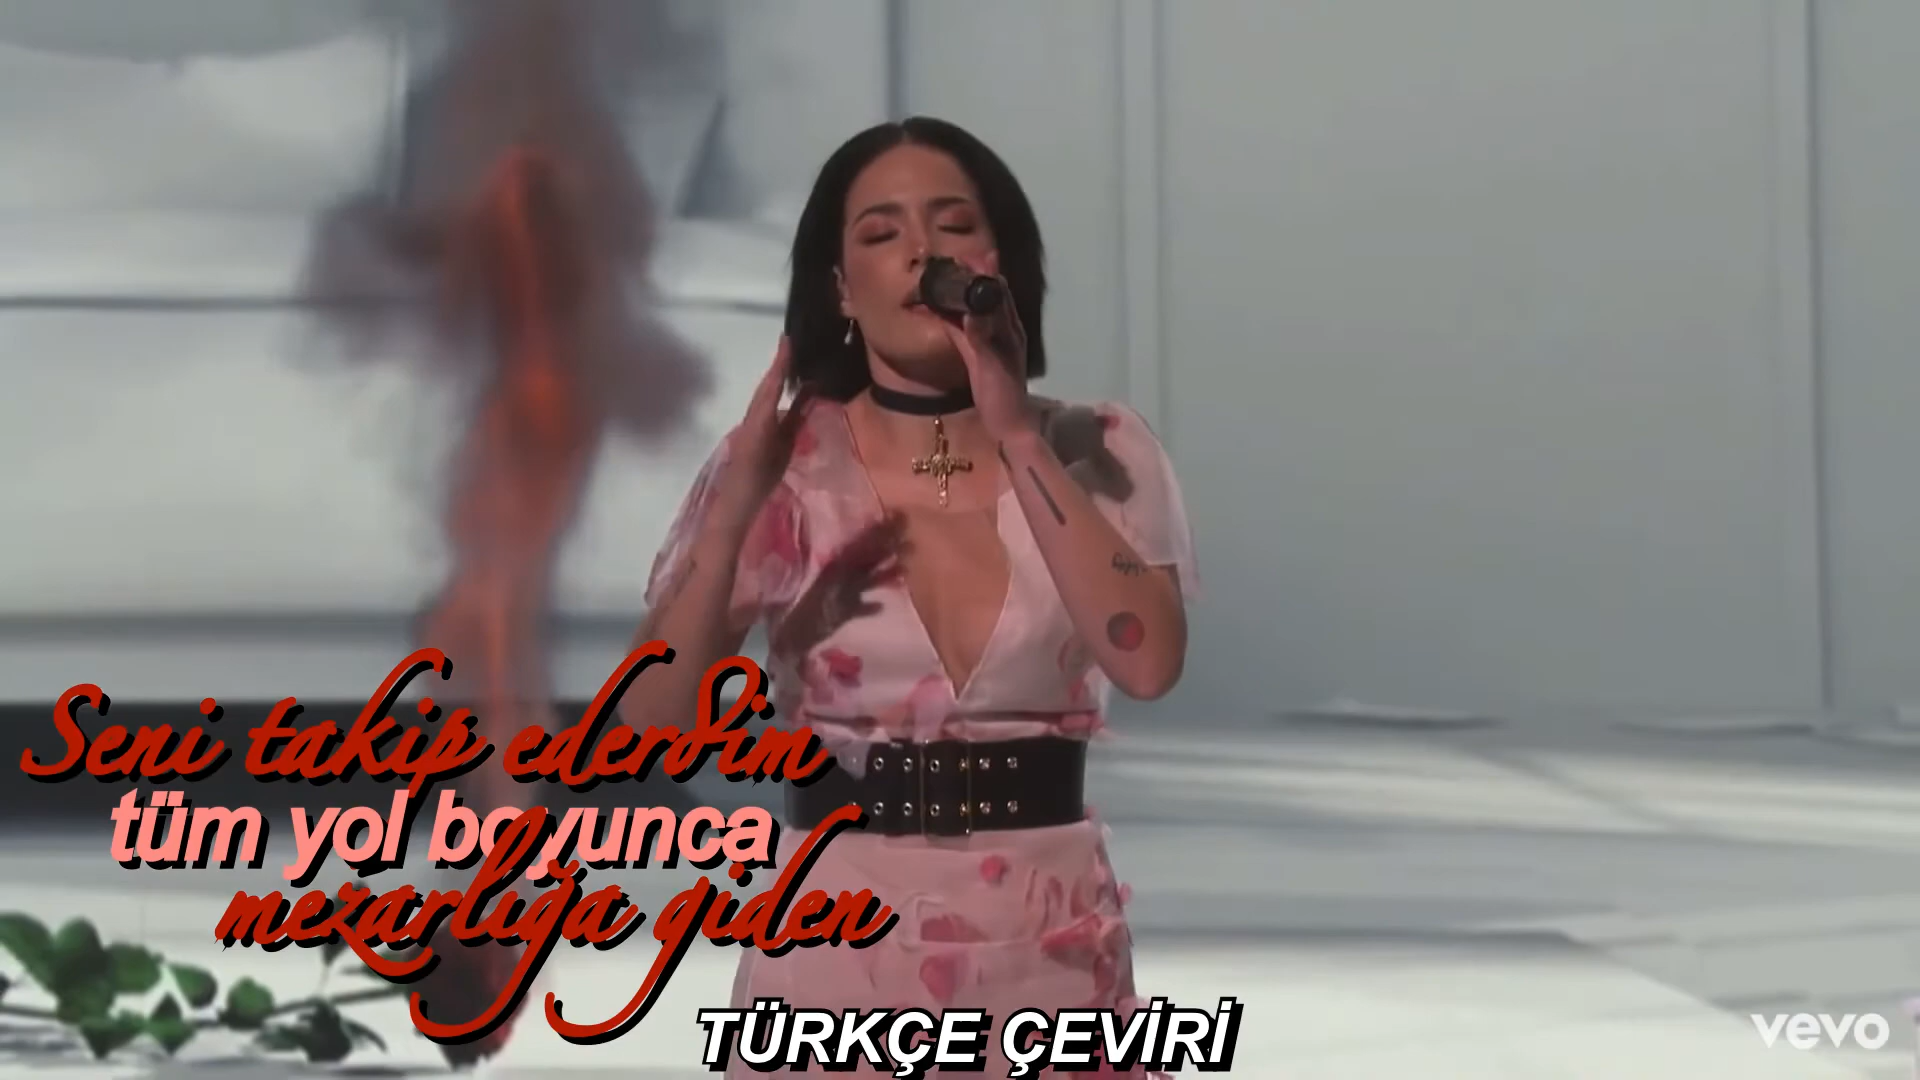 Seni takip ederdim
tüm yol boyunca
mezarlığa giden
TÜRKÇE ÇEVİRİ
vevo